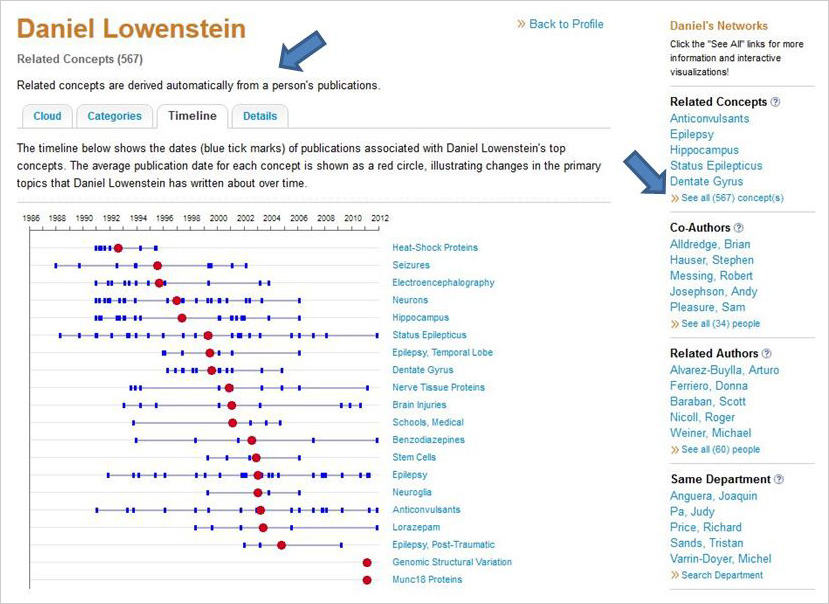 Daniel Lowenstein
Back to Profile
Related Concepts (567)
Related concepts are derived automatically from a person's publications.
Cloud
Categories
Timeline
Details
The timeline below shows the dates (blue tick marks) of publications associated with Daniel Lowenstein's top
concepts. The average publication date for each concept is shown as a red circle, illustrating changes in the primary
topics that Daniel Lowenstein has written about over time.
1986 1988 1990 1992 1994 1996 1998 2000 2002 2004 2006 2008 2010 2012
Heat-Shock Proteins
Seizures
Electroencephalography
Neurons
Hippocampus
Status Epilepticus
Epilepsy, Temporal Lobe
Dentate Gyrus
Nerve Tissue Proteins
Brain Injuries
Schools, Medical
Benzodiazepines
Stem Cells
Epilepsy
Neuroglia
Anticonvulsants
Lorazepam
Epilepsy, Post-Traumatic
Genomic Structural Variation
Munc18 Proteins
Daniel's Networks
Click the "See All" links for more
information and interactive
visualizations!
Related Concepts ?
Anticonvulsants
Epilepsy
Hippocampus
Status Epilepticus
Dentate Gyrus
See all (567) concept(s)
Co-Authors ?
Alldredge, Brian
Hauser, Stephen
Messing, Robert
Josephson, Andy
Pleasure, Sam
See all (34) people
Related Authors ?
Alvarez-Buylla, Arturo
Ferriero, Donna
Baraban, Scott
Nicoll, Roger
Weiner, Michael
See all (60) people
Same Department ?
Anguera, Joaquin
Pa, Judy
Price, Richard
Sands, Tristan
Varrin-Doyer, Michel
Search Department